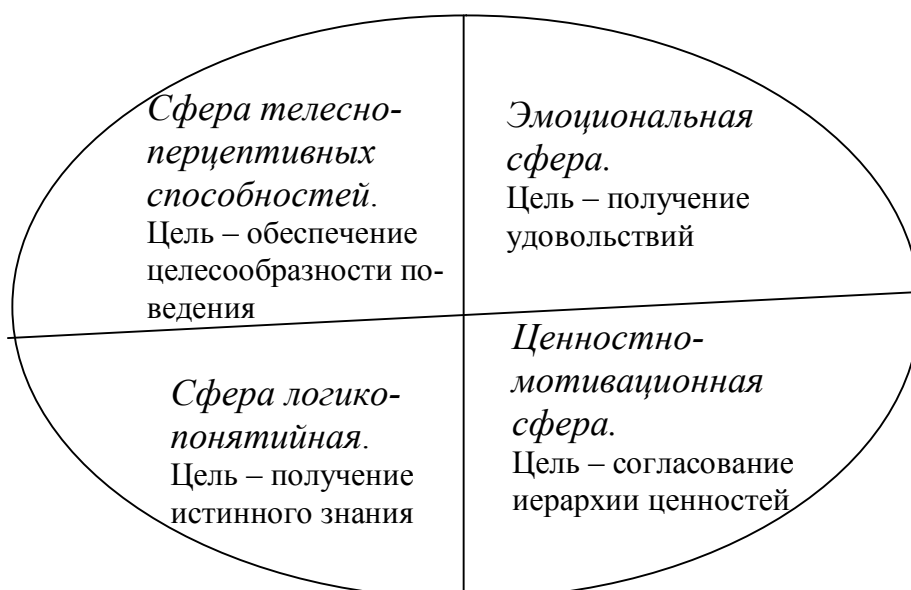 Сфера телесно-
перцептивных
способностей.
Цель – обеспечение
целесообразности по-
ведения
Эмоциональная
сфера.
Цель – получение
удовольствий
Сфера логико-
понятийная.
Цель – получение
истинного знания
Ценностно-
мотивационная
сфера.
Цель – согласование
иерархии ценностей